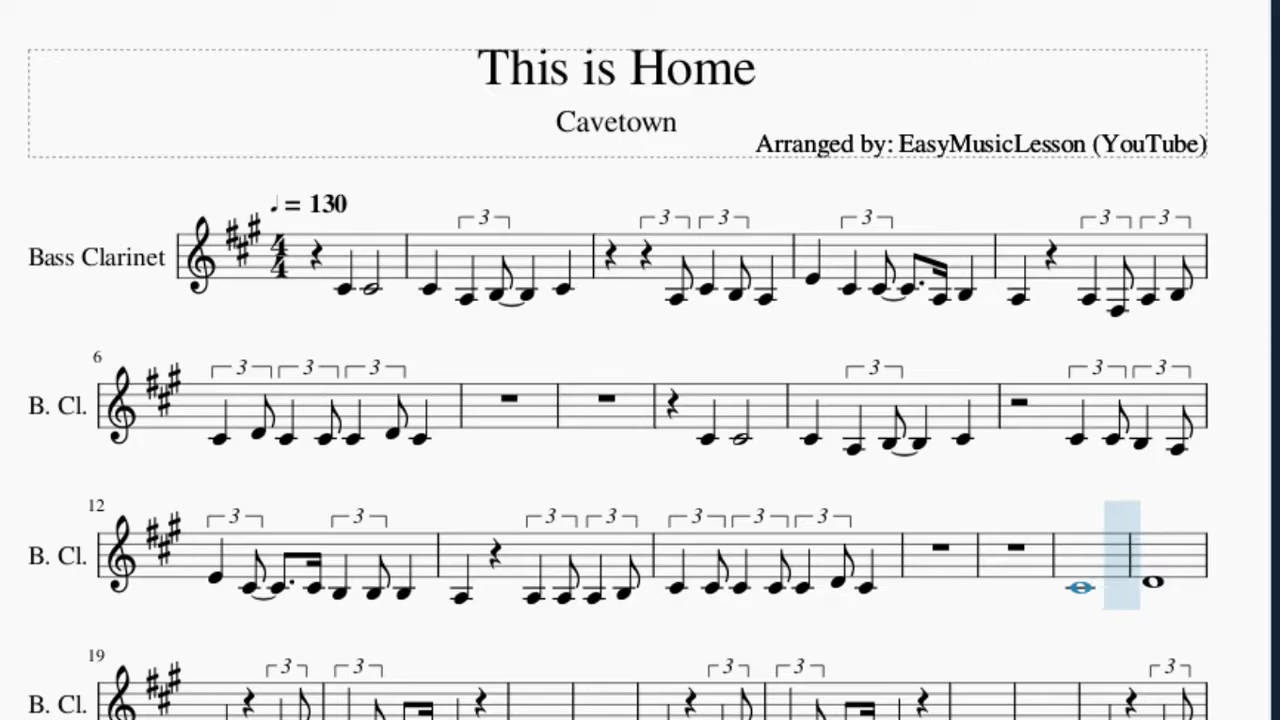 This is Home
Cavetown
Arranged by: EasyMusicLesson (YouTube)
♩ = 130
3 3 3 3 3 3
Bass Clarinet
4
4
6
3 3 3 3 3 3
B. Cl.
12
3 3 3 3 3 3 3
B. Cl.
19
3 3 3 3 3
B. Cl.